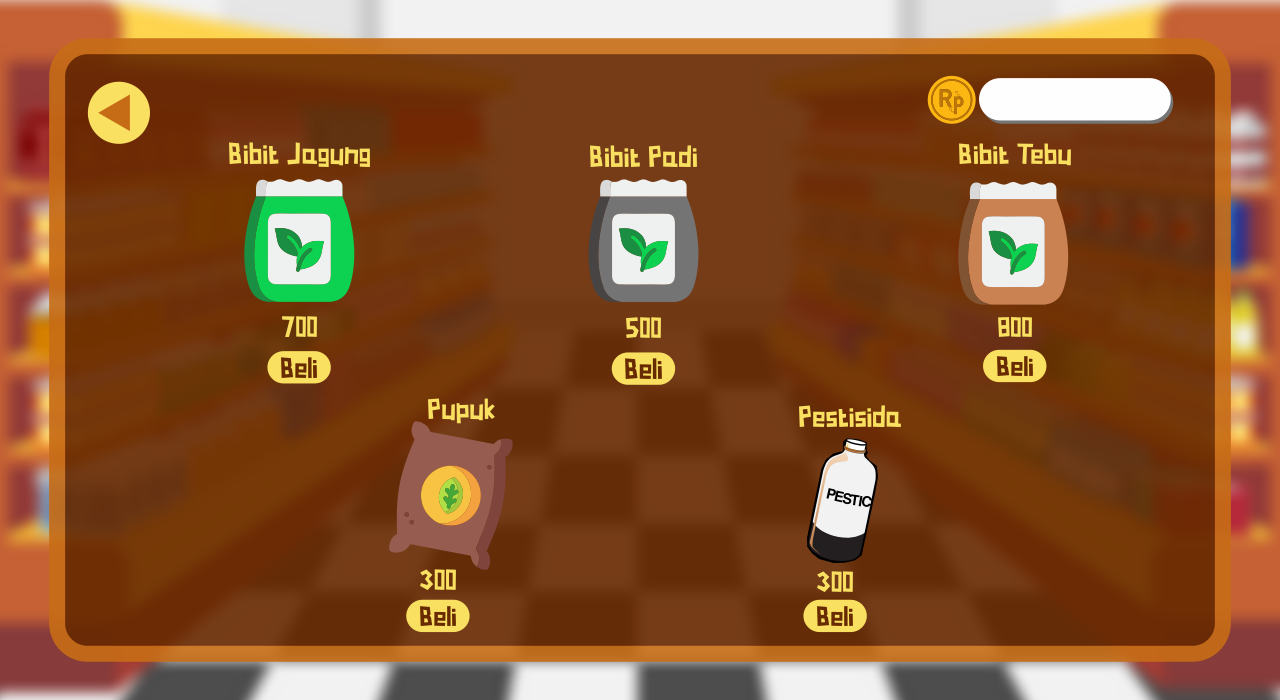 Rp
Bibit Jagung
Bibit Padi
Bibit Tebu
700
500
800
Beli
Beli
Beli
Pupuk
Pestisida
PESTIC
300
300
Beli
Beli